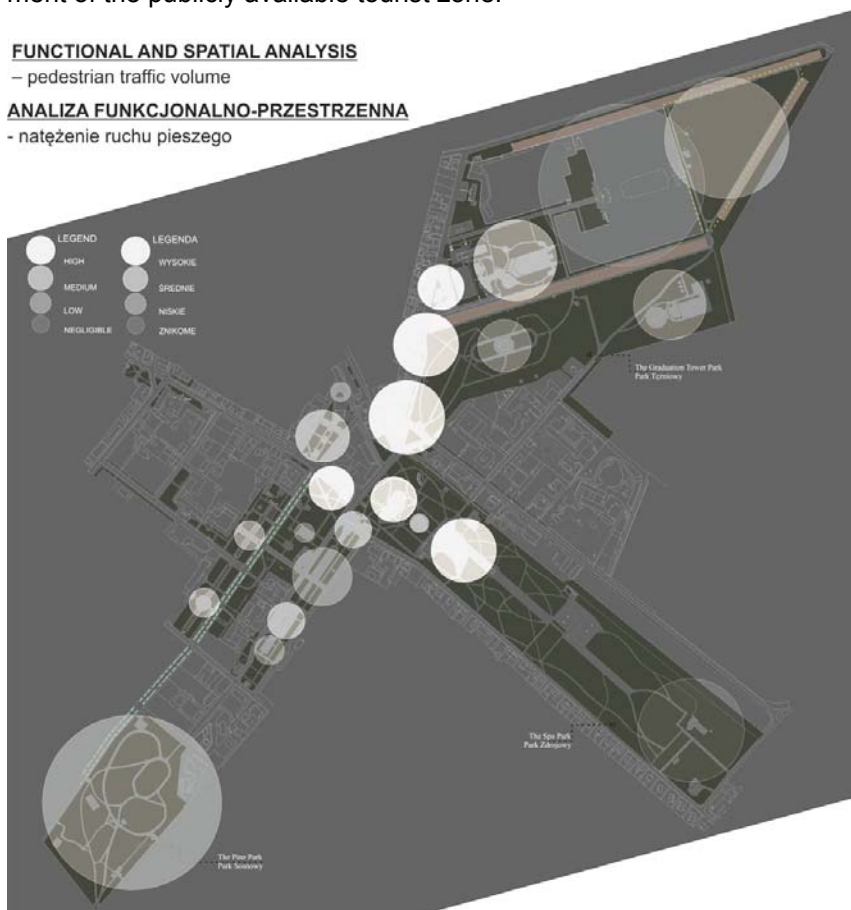 ment of the publicly available tourist zone.
FUNCTIONAL AND SPATIAL ANALYSIS
– pedestrian traffic volume
ANALIZA FUNKCJONALNO-PRZESTRZENNA
- natężenie ruchu pieszego
LEGEND
HIGH
MEDIUM
LOW
NEGLIGIBLE
LEGENDA
WYSOKIE
ŚREDNIE
NISKIE
ZNIKOME
The Graduation Tower Park
Park Tężniowy
The Spa Park
Park Zdrojowy
The Pine Park
Park Sosnowy